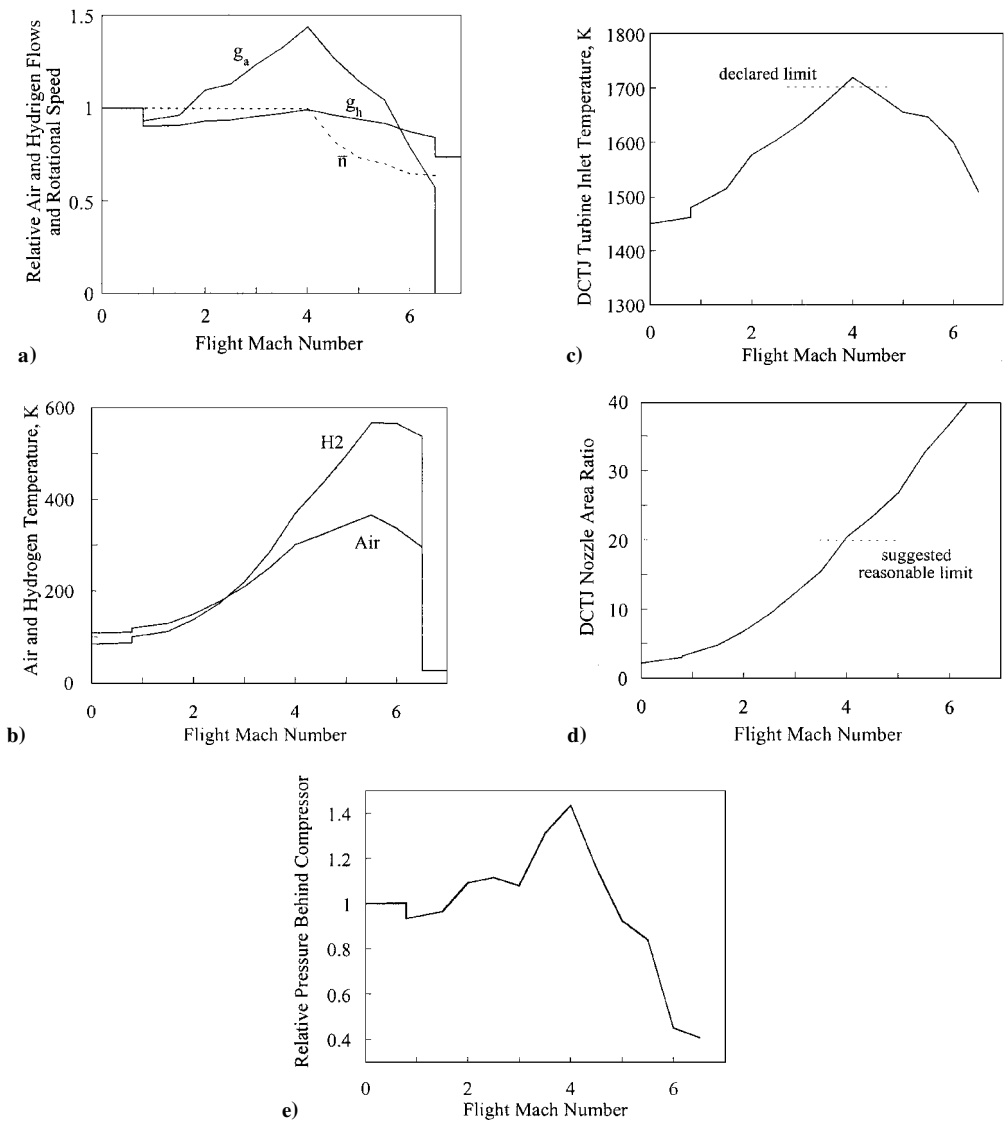 Relative Air and Hydrigen Flows
and Rotational Speed
1.5
1
0.5
0
g_a
g_h
n̄
2
4
6
Flight Mach Number
a)
DCTJ Turbine Inlet Temperature, K
1800
1700
1600
1500
1400
1300
declared limit
0
2
4
6
Flight Mach Number
c)
Air and Hydrogen Temperature, K
600
400
200
0
H2
Air
0
2
4
6
Flight Mach Number
b)
DCTJ Nozzle Area Ratio
40
30
20
10
0
suggested
reasonable limit
0
2
4
6
Flight Mach Number
d)
Relative Pressure Behind Compressor
1.4
1.2
1
0.8
0.6
0.4
0
2
4
6
Flight Mach Number
e)